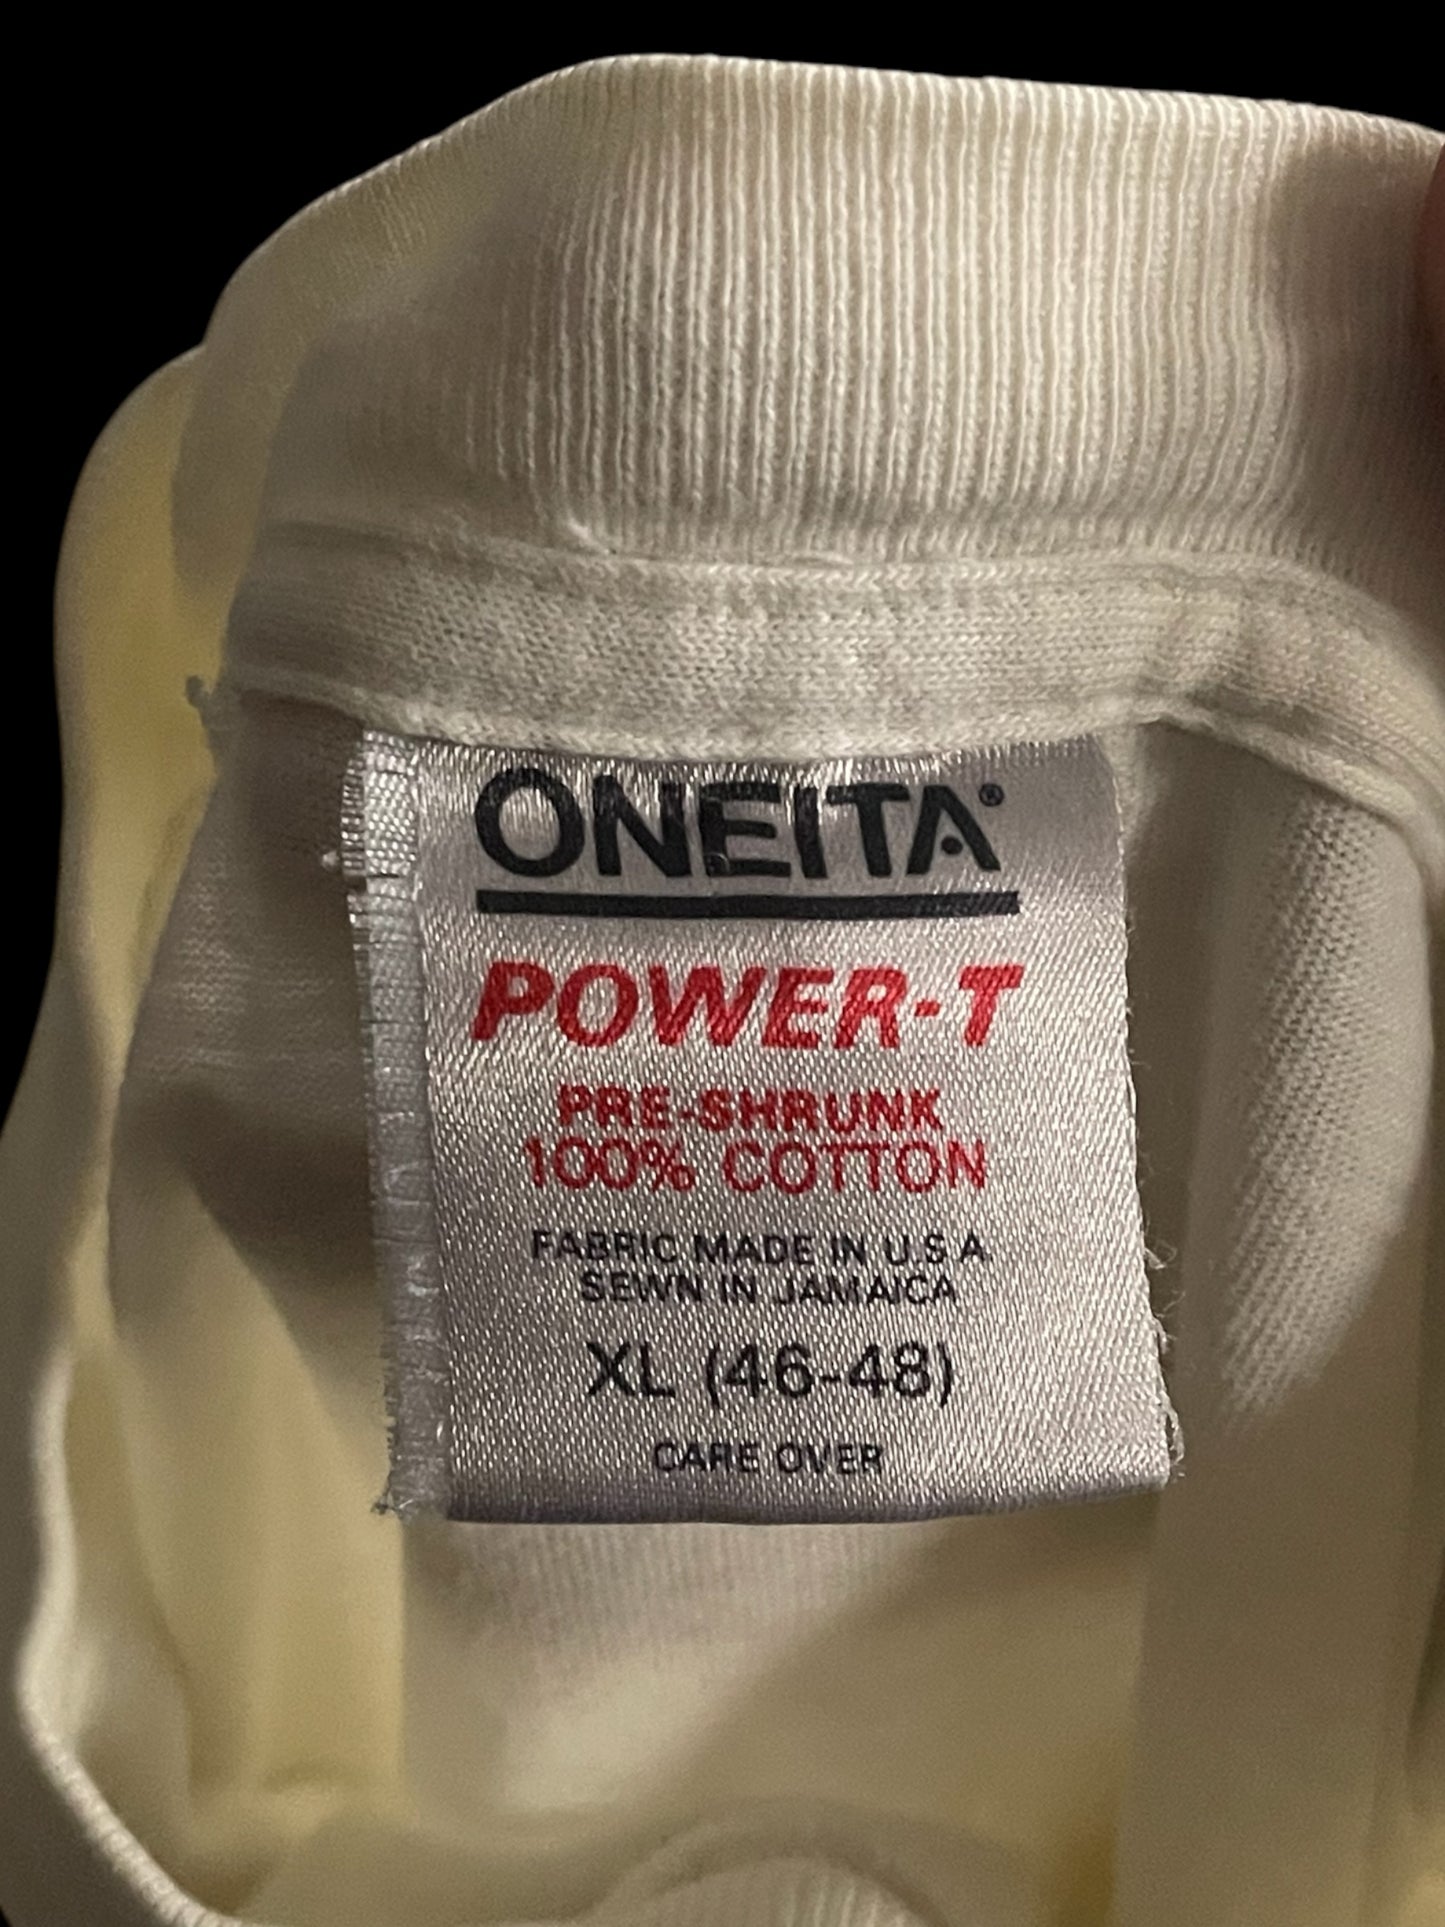 ONEITA®
POWER-T
PRE-SHRUNK
100% COTTON
FABRIC MADE IN U.S.A.
SEWN IN JAMAICA
XL (46-48)
CARE OVER